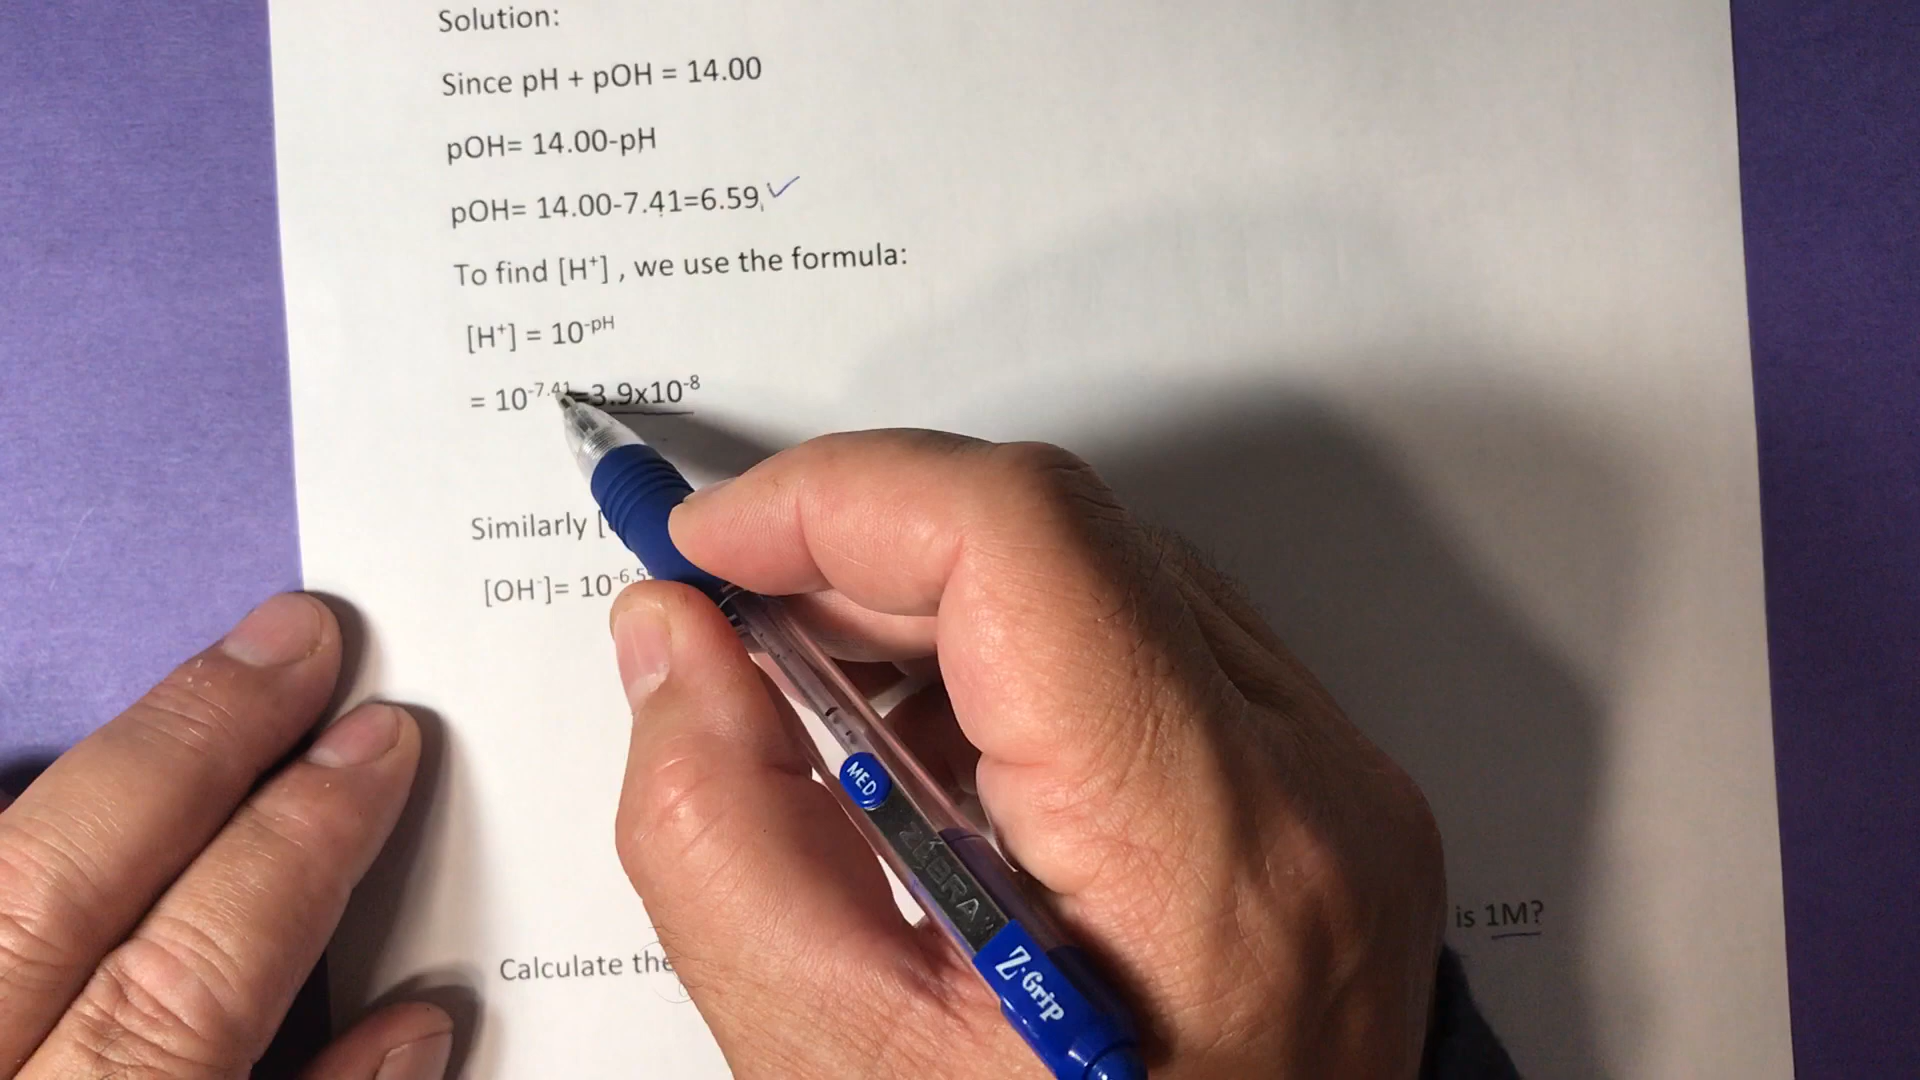 Solution:
Since pH + pOH = 14.00
pOH= 14.00-pH
pOH= 14.00-7.41=6.59
To find [H⁺] , we use the formula:
[H⁺] = 10⁻ᵖᴴ
= 10⁻⁷·⁴¹=3.9x10⁻⁸
Similarly [
[OH⁻]= 10⁻⁶·⁵
is 1M?
Calculate the
MED
ZEBRA
Z-Grip